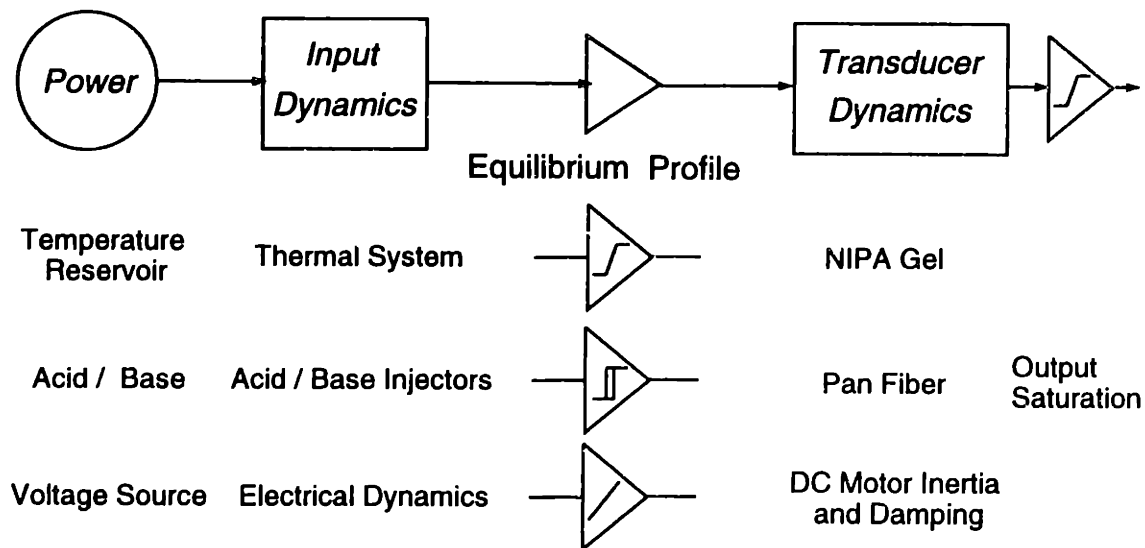 Power
Input
Dynamics
Transducer
Dynamics
Equilibrium Profile
Temperature
Reservoir
Thermal System
NIPA Gel
Acid / Base
Acid / Base Injectors
Pan Fiber
Output
Saturation
Voltage Source
Electrical Dynamics
DC Motor Inertia
and Damping